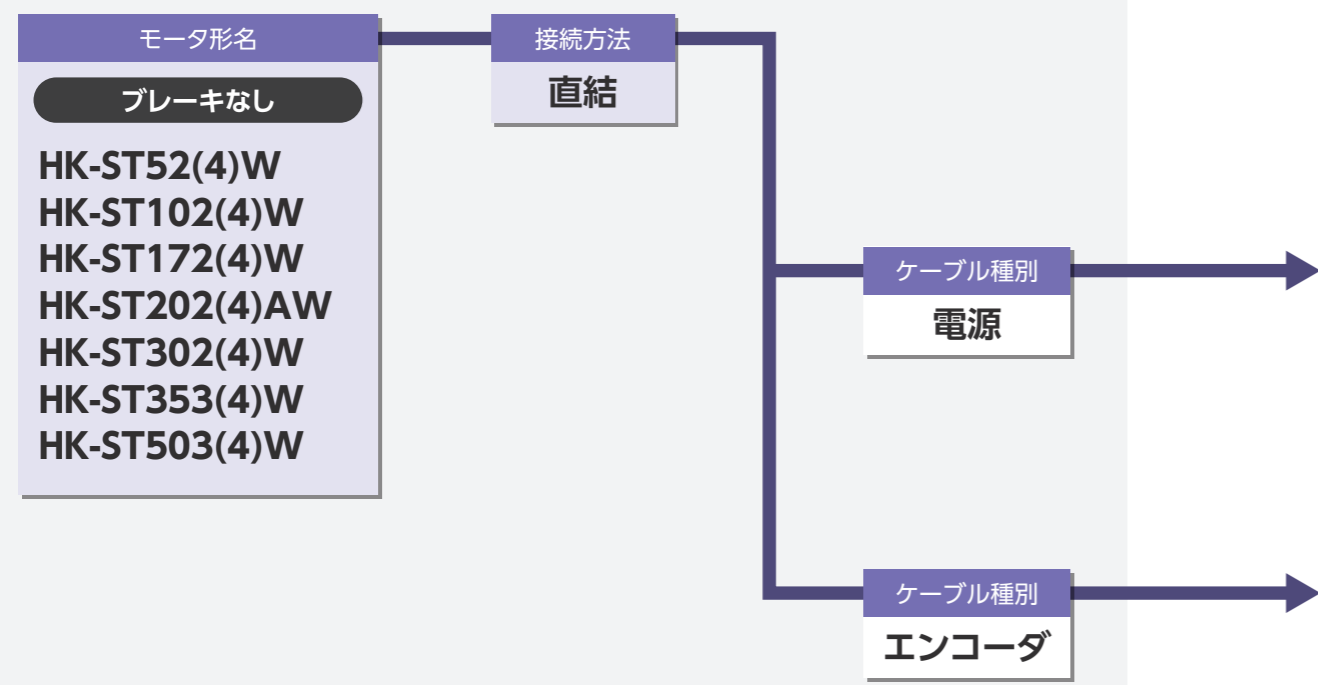 モータ形名
ブレーキなし
HK-ST52(4)W
HK-ST102(4)W
HK-ST172(4)W
HK-ST202(4)AW
HK-ST302(4)W
HK-ST353(4)W
HK-ST503(4)W
接続方法
直結
ケーブル種別
電源
ケーブル種別
エンコーダ